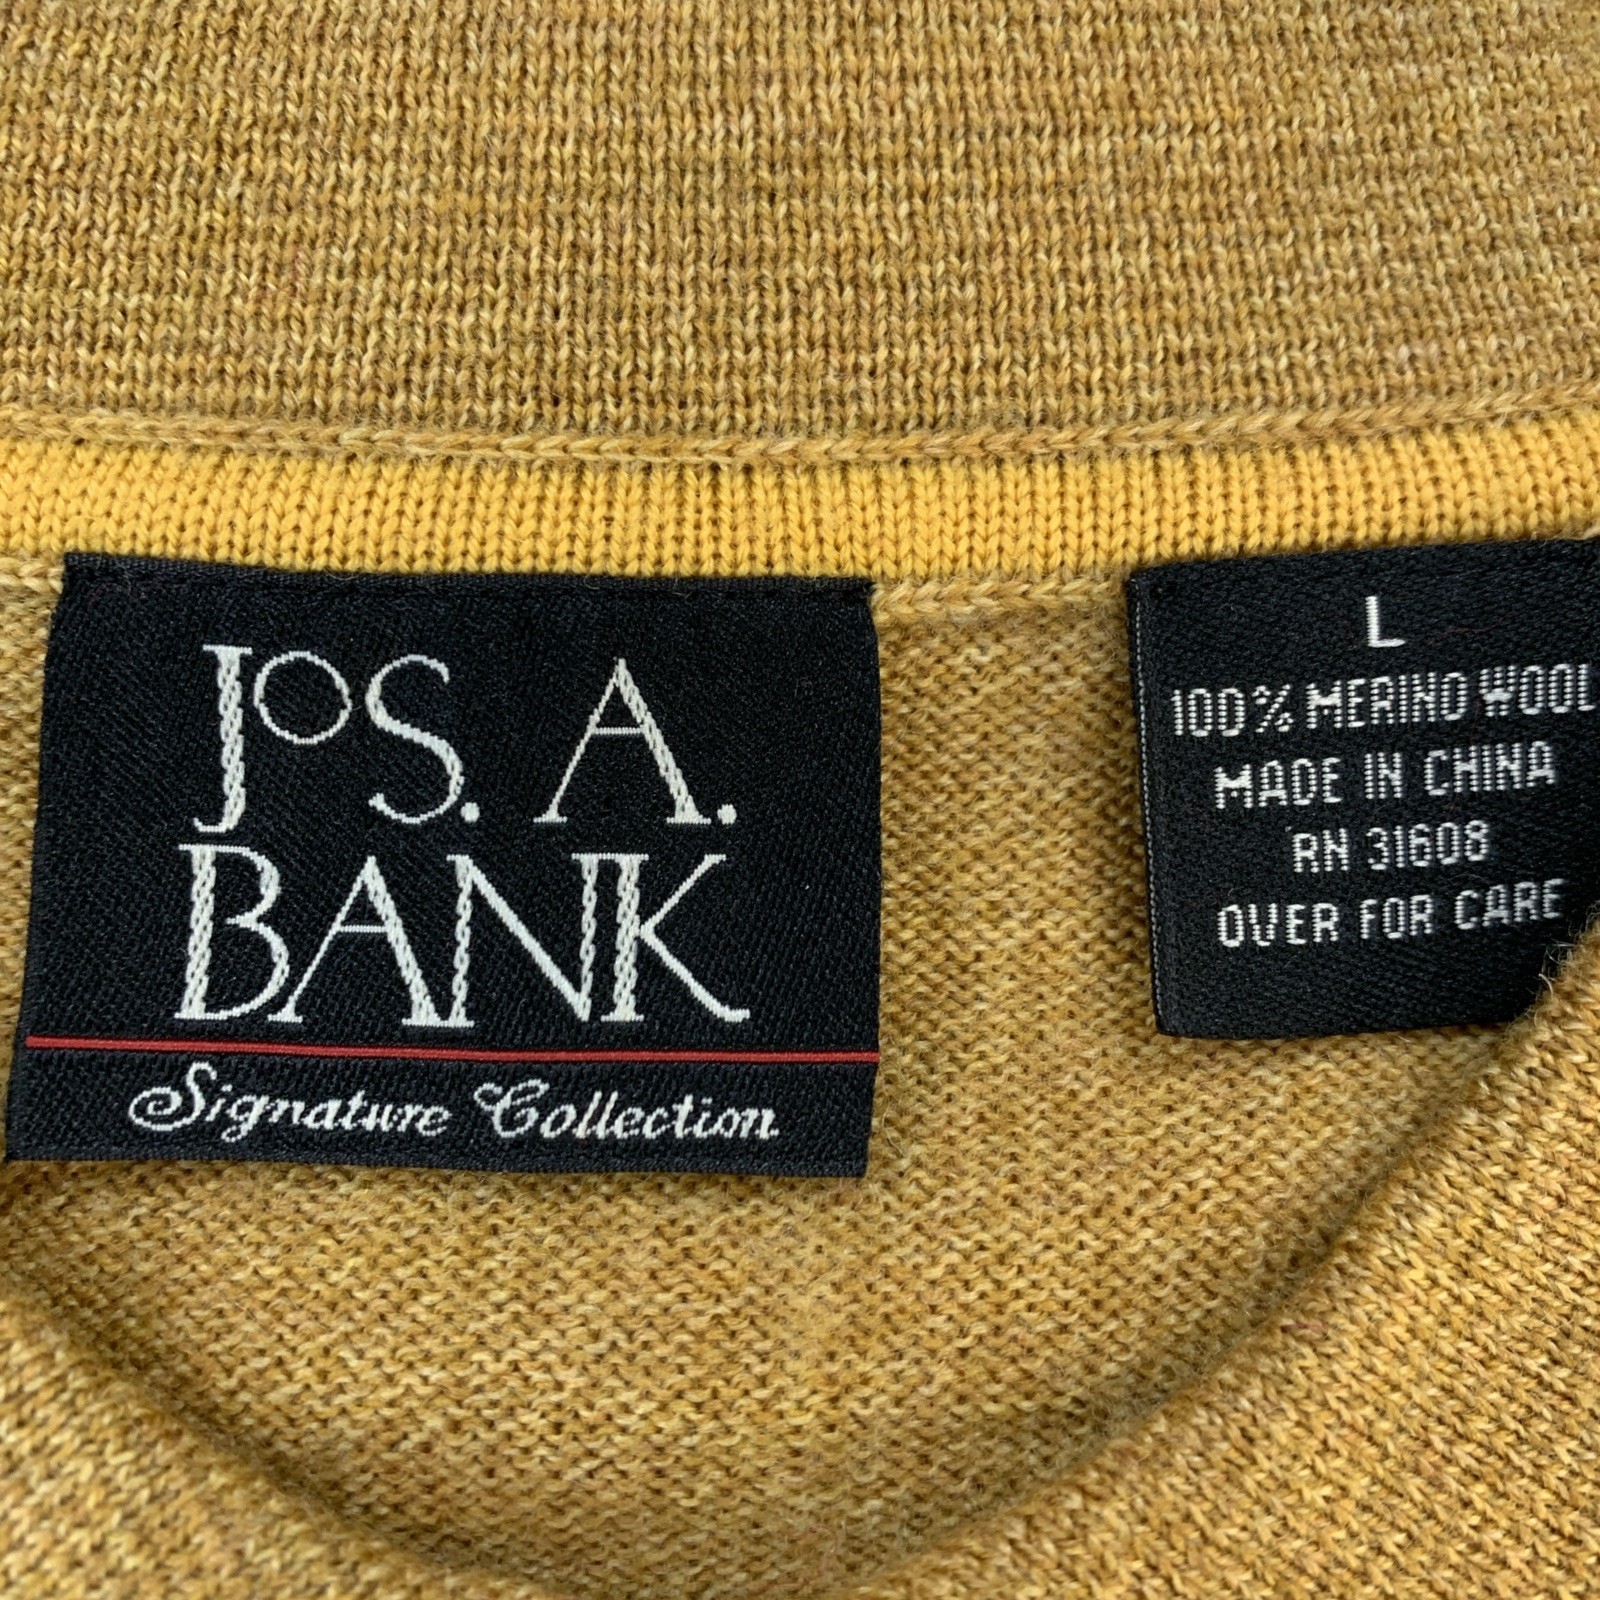 JOS. A.
BANK
Signature Collection
L
100% MERINO WOOL
MADE IN CHINA
RN 31608
OVER FOR CARE